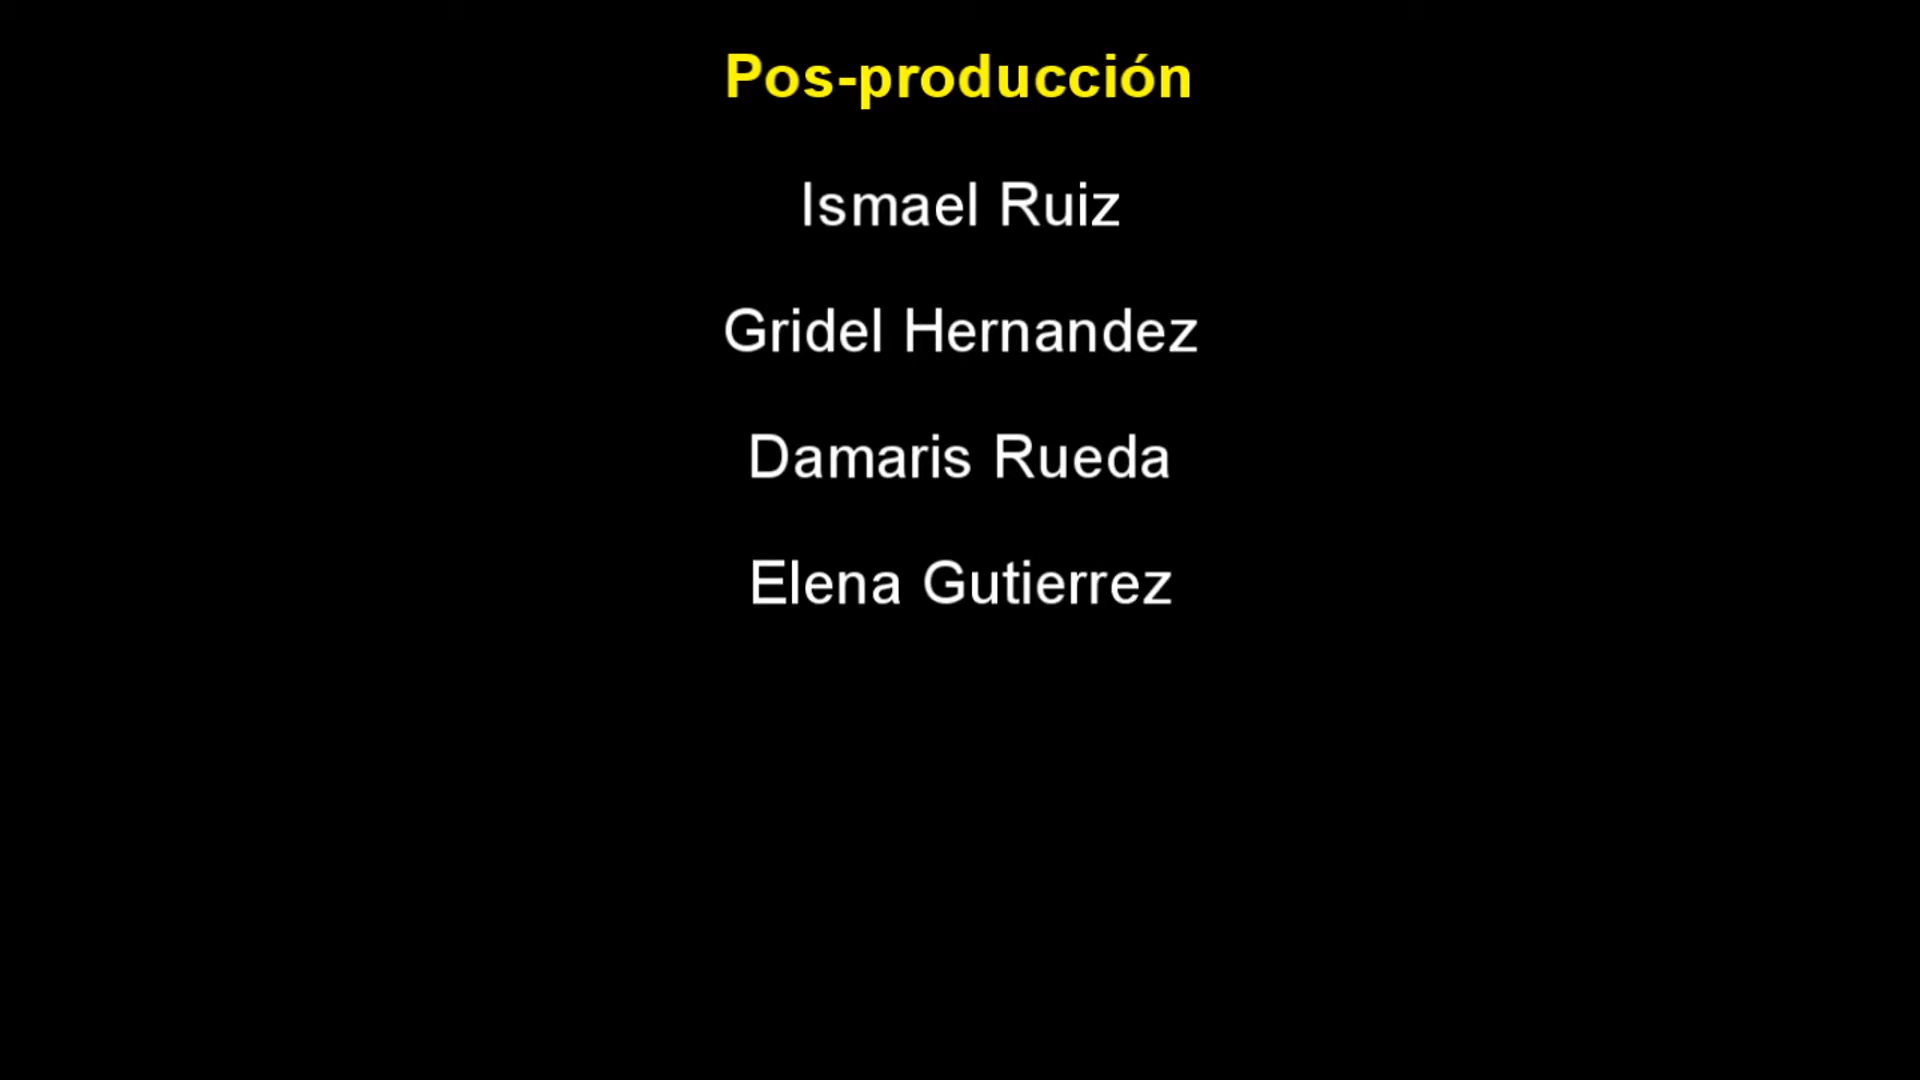 Pos-producción
Ismael Ruiz
Gridel Hernandez
Damaris Rueda
Elena Gutierrez